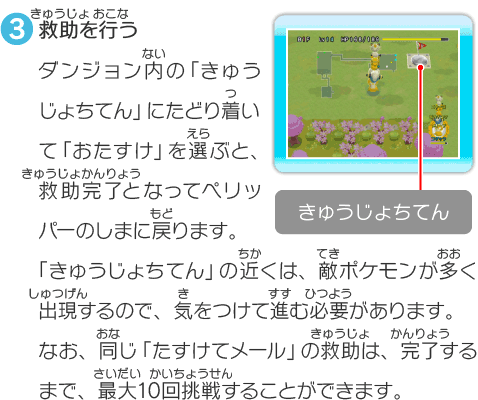 3 救助を行う
ダンジョン内の「きゅう
じょちてん」にたどり着い
て「おたすけ」を選ぶと、
救助完了となってペリッ
パーのしまに戻ります。
きゅうじょちてん
「きゅうじょちてん」の近くは、敵ポケモンが多く
出現するので、気をつけて進む必要があります。
なお、同じ「たすけてメール」の救助は、完了する
まで、最大10回挑戦することができます。